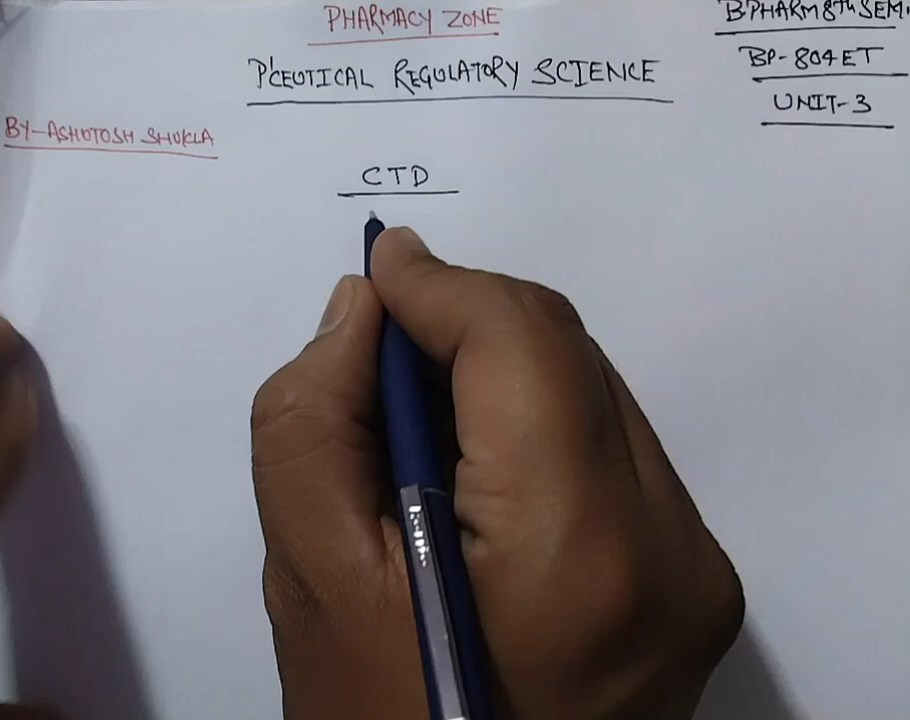 PHARMACY ZONE
B.PHARM 8TH SEM.
P'CEUTICAL REGULATORY SCIENCE
BP-804ET
UNIT-3
BY-ASHUTOSH SHUKLA
CTD